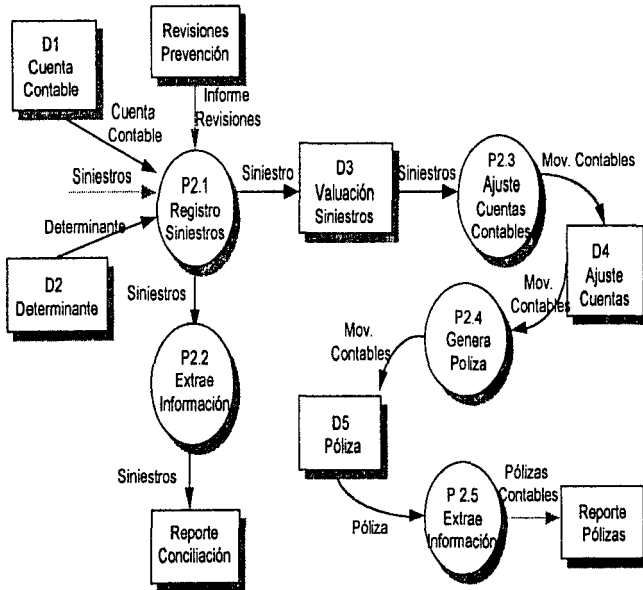 D1
Cuenta
Contable
Revisiones
Prevención
Informe
Revisiones
Cuenta
Contable
Siniestros
Determinante
D2
Determinante
P2.1
Registro
Siniestros
Siniestro
D3
Valuación
Siniestros
Siniestros
P2.3
Ajuste
Cuentas
Contables
Mov. Contables
D4
Ajuste
Cuentas
Mov.
Contables
P2.4
Genera
Poliza
Mov.
Contables
D5
Póliza
Siniestros
P2.2
Extrae
Información
Siniestros
Reporte
Conciliación
Póliza
P 2.5
Extrae
Información
Pólizas
Contables
Reporte
Pólizas